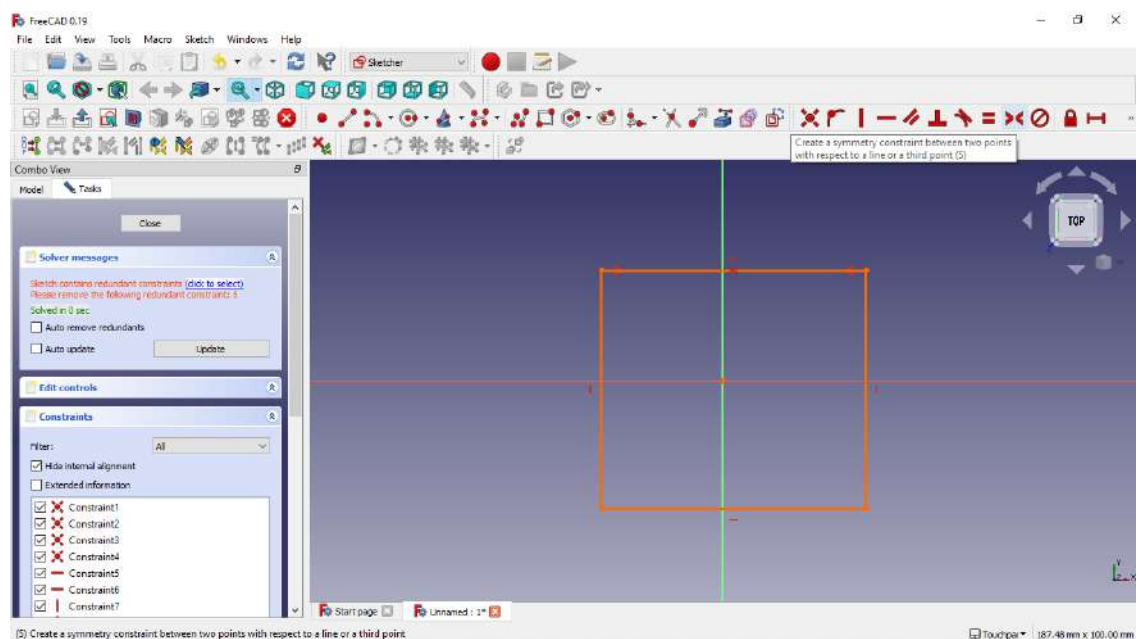 FreeCAD 0.19
File Edit View Tools Macro Sketch Windows Help
Sketcher
Create a symmetry constraint between two points
with respect to a line or a third point (S)
Combo View
Model Tasks
Close
Solver messages
Sketch contains redundant constraints (click to select)
Please remove the following redundant constraint: 6
Solved in 0 sec
Auto remove redundants
Auto update Update
Edit controls
Constraints
Filter: All
Hide internal alignment
Extended information
Constraint1
Constraint2
Constraint3
Constraint4
Constraint5
Constraint6
Constraint7
TOP
Y
Z X
Start page Unnamed : 1*
(S) Create a symmetry constraint between two points with respect to a line or a third point
Touchpad 187.48 mm x 100.00 mm